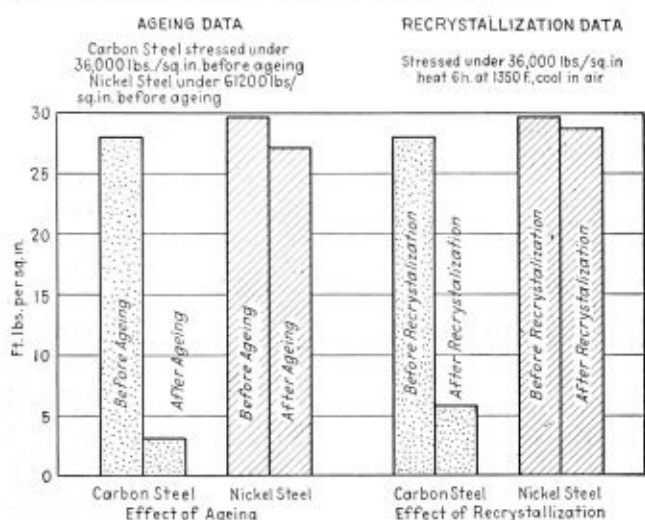 AGEING DATA
Carbon Steel stressed under
36,000 lbs./sq.in. before ageing
Nickel Steel under 61200 lbs/
sq.in. before ageing
RECRYSTALLIZATION DATA
Stressed under 36,000 lbs./sq.in
heat 6h. at 1350 F., cool in air
Ft. lbs. per sq. in.
30
25
20
15
10
5
0
Before Ageing
After Ageing
Before Ageing
After Ageing
Before Recrystalization
After Recrystalization
Before Recrystalization
After Recrystalization
Carbon Steel
Nickel Steel
Carbon Steel
Nickel Steel
Effect of Ageing
Effect of Recrystallization